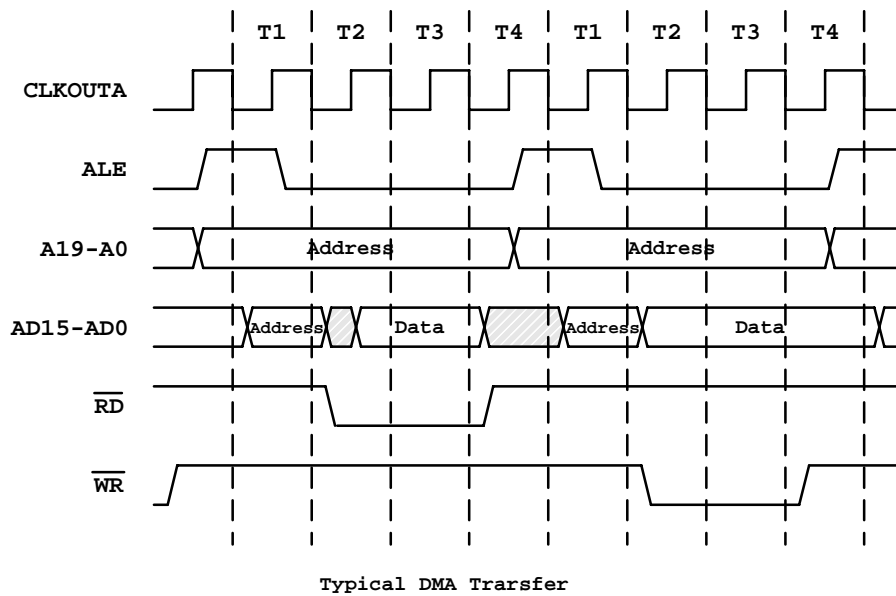 T1 T2 T3 T4 T1 T2 T3 T4
CLKOUTA
ALE
A19-A0 Address Address
AD15-AD0 Address Data Address Data
RD
WR
Typical DMA Trarsfer